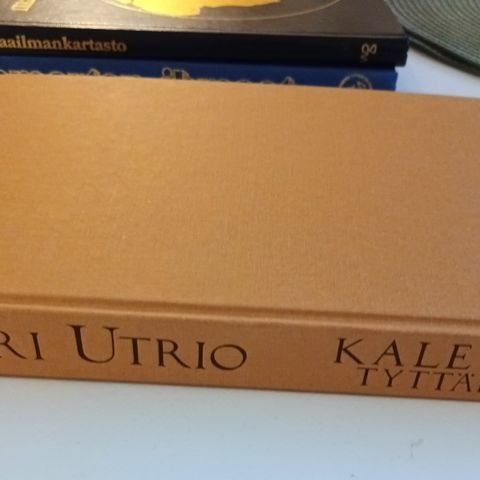 aailmankartasto
RI UTRIO
KALE
TYTTÄ